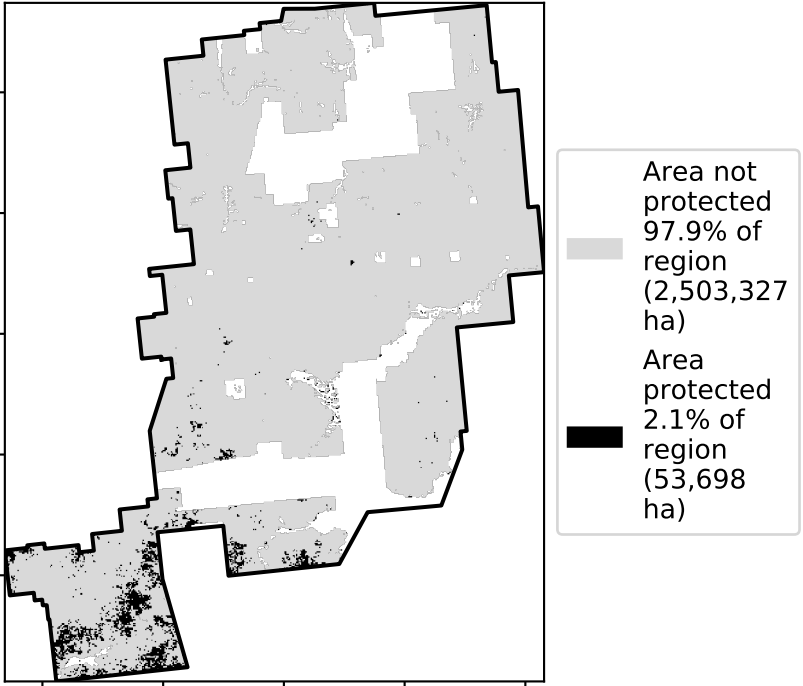 Area not
protected
97.9% of
region
(2,503,327
ha)
Area
protected
2.1% of
region
(53,698
ha)